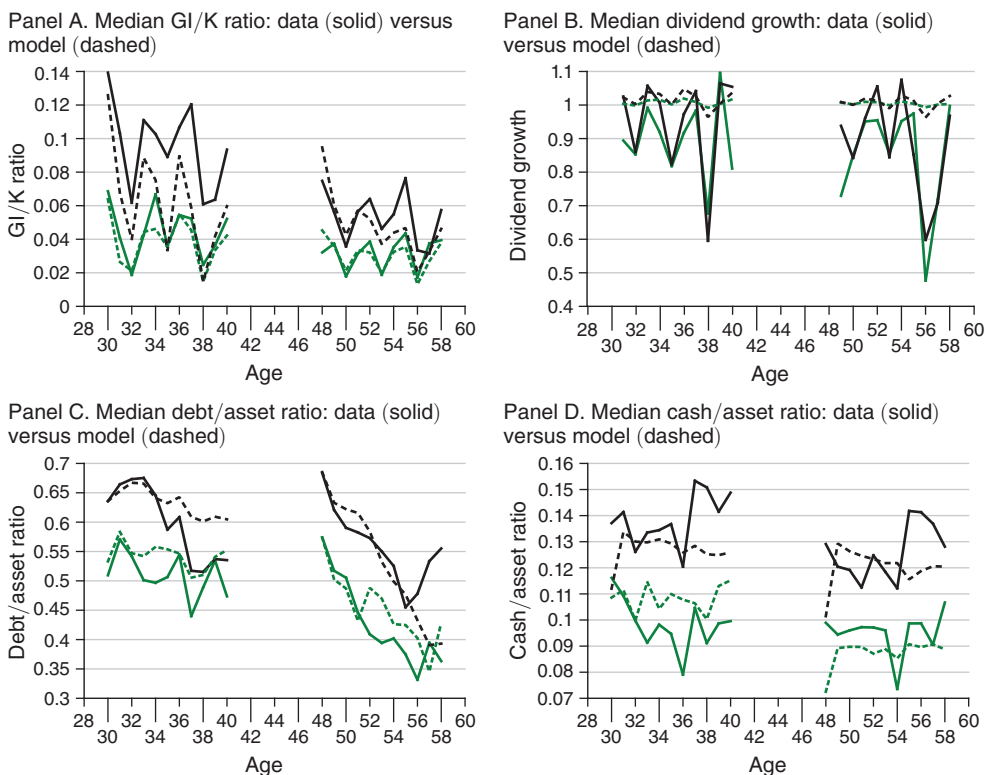 Panel A. Median GI/K ratio: data (solid) versus
model (dashed)
0.14
0.12
0.1
0.08
0.06
0.04
0.02
0
GI/K ratio
28 32 34 36 38 40 42 44 46 48 50 52 54 56 58 60
30
Age
Panel B. Median dividend growth: data (solid)
versus model (dashed)
1.1
1
0.9
0.8
0.7
0.6
0.5
0.4
Dividend growth
28 32 36 40 44 48 52 56 60
30 34 38 42 46 50 54 58
Age
Panel C. Median debt/asset ratio: data (solid)
versus model (dashed)
0.7
0.65
0.6
0.55
0.5
0.45
0.4
0.35
0.3
Debt/asset ratio
28 32 36 40 44 48 52 56 60
30 34 38 42 46 50 54 58
Age
Panel D. Median cash/asset ratio: data (solid)
versus model (dashed)
0.16
0.15
0.14
0.13
0.12
0.11
0.1
0.09
0.08
0.07
Cash/asset ratio
28 32 36 40 44 48 52 56 60
30 34 38 42 46 50 54 58
Age